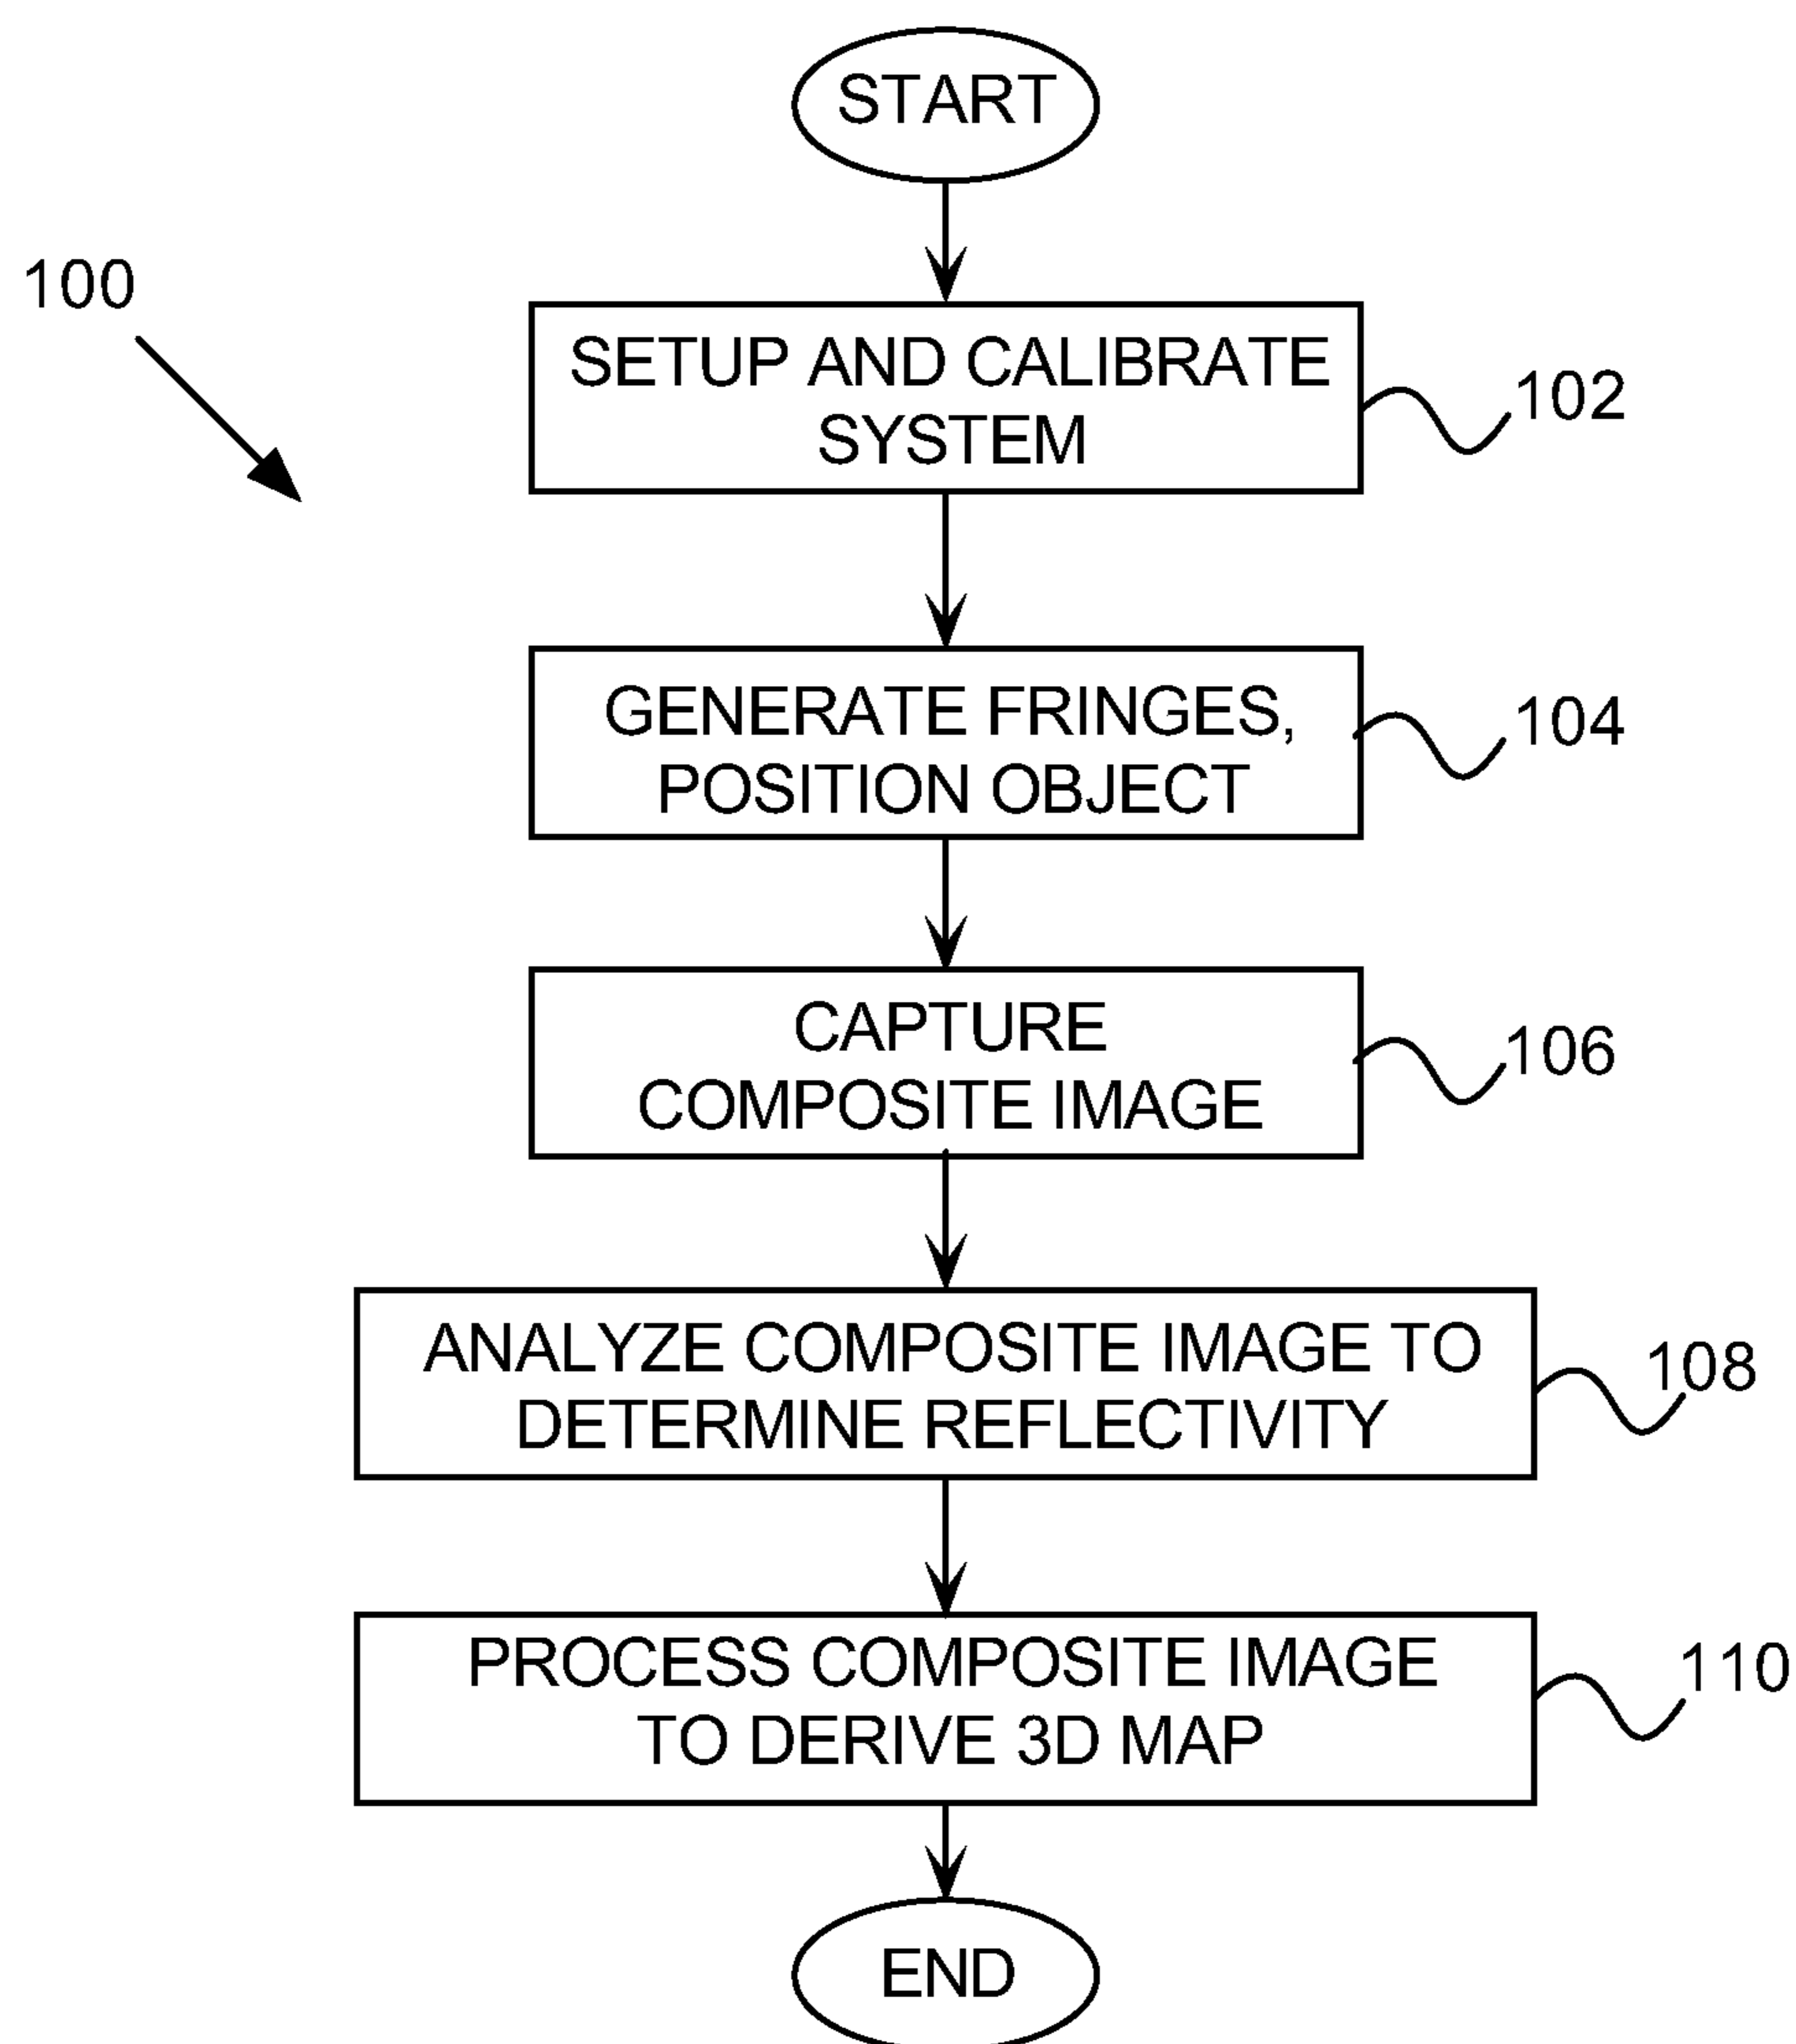 START
100
SETUP AND CALIBRATE
SYSTEM
102
GENERATE FRINGES,
POSITION OBJECT
104
CAPTURE
COMPOSITE IMAGE
106
ANALYZE COMPOSITE IMAGE TO
DETERMINE REFLECTIVITY
108
PROCESS COMPOSITE IMAGE
TO DERIVE 3D MAP
110
END